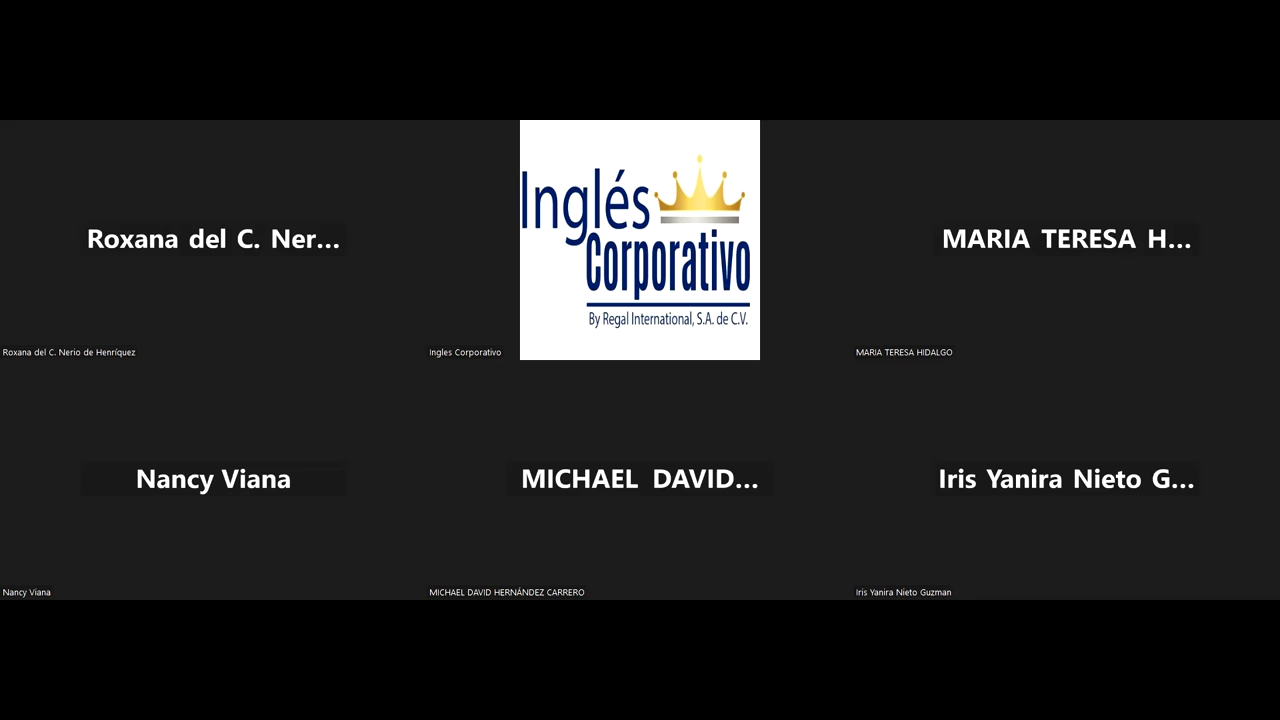 Roxana del C. Ner...
Roxana del C. Nerio de Henríquez
Inglés
Corporativo
By Regal International, S.A. de C.V.
Ingles Corporativo
MARIA TERESA H...
MARIA TERESA HIDALGO
Nancy Viana
Nancy Viana
MICHAEL DAVID...
MICHAEL DAVID HERNÁNDEZ CARRERO
Iris Yanira Nieto G...
Iris Yanira Nieto Guzman